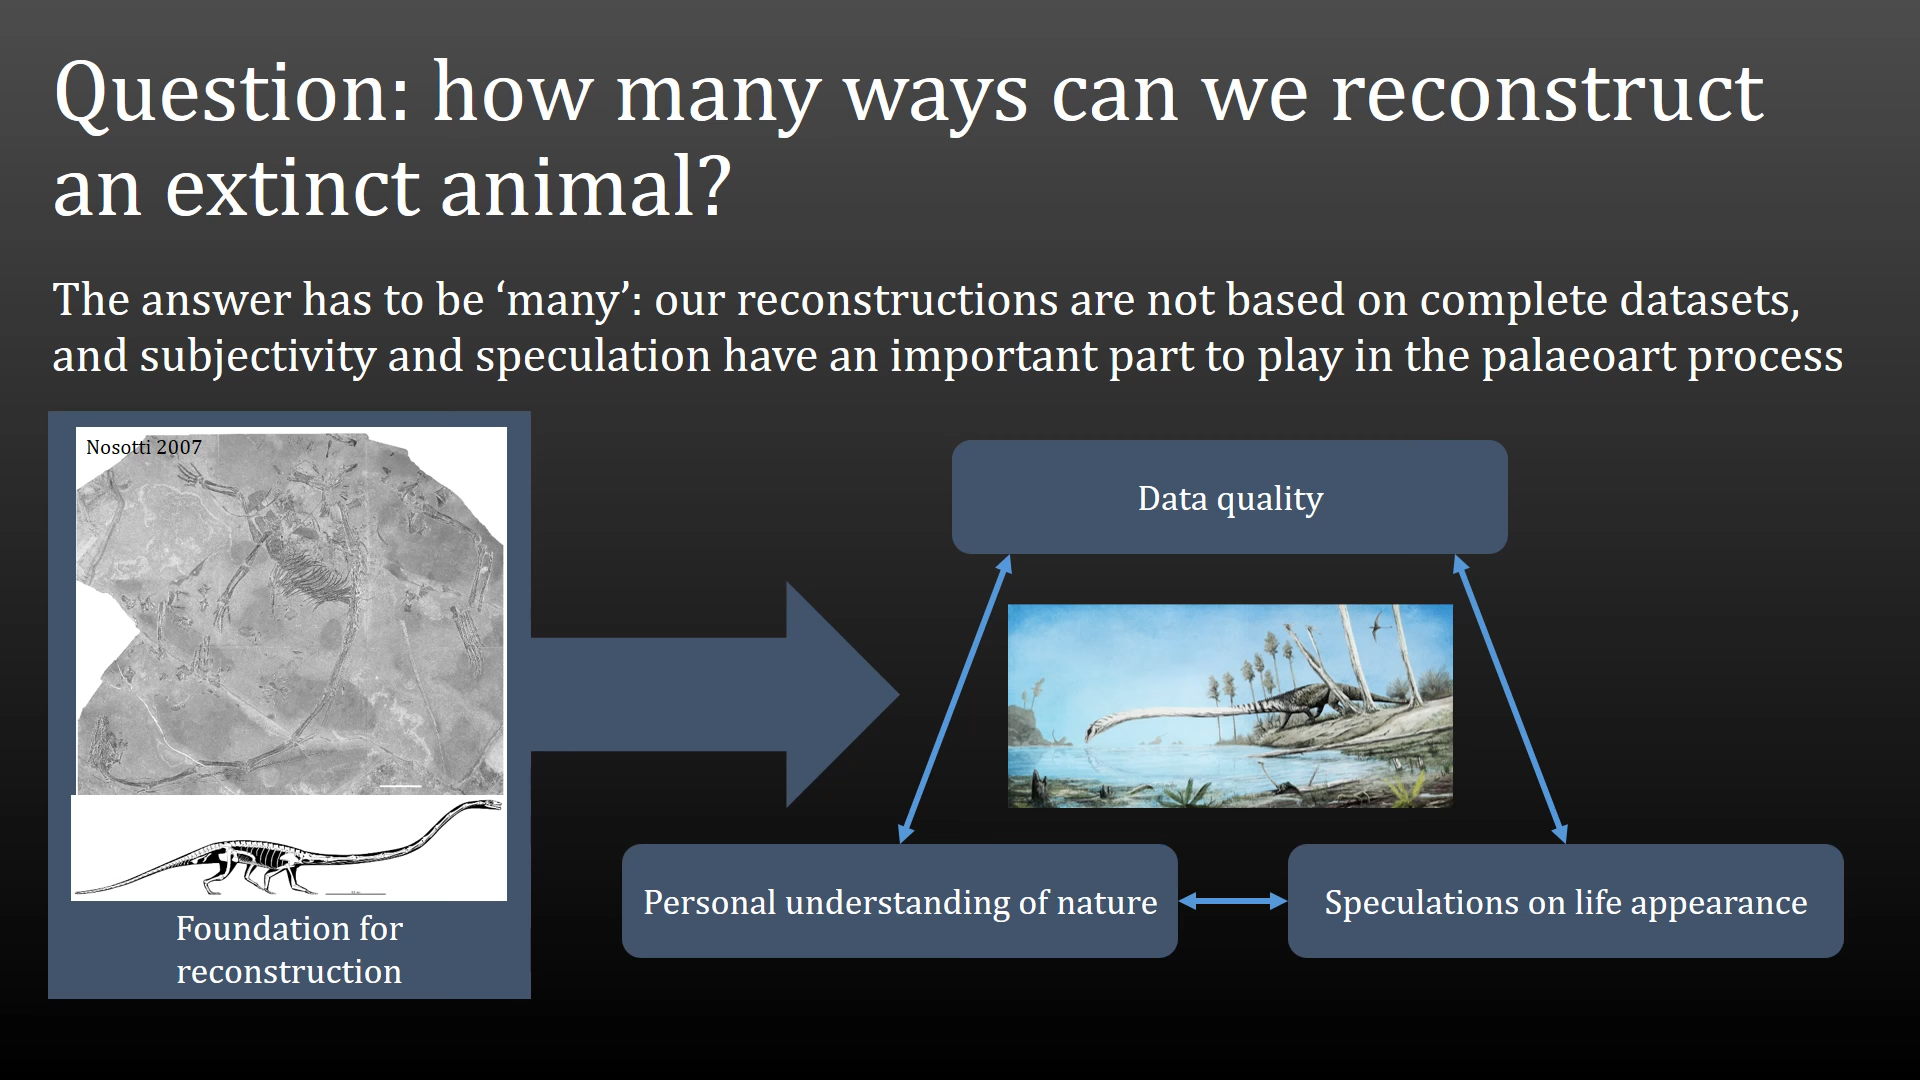 Question: how many ways can we reconstruct
an extinct animal?
The answer has to be ‘many’: our reconstructions are not based on complete datasets,
and subjectivity and speculation have an important part to play in the palaeoart process
Nosotti 2007
Foundation for
reconstruction
Data quality
Personal understanding of nature
Speculations on life appearance